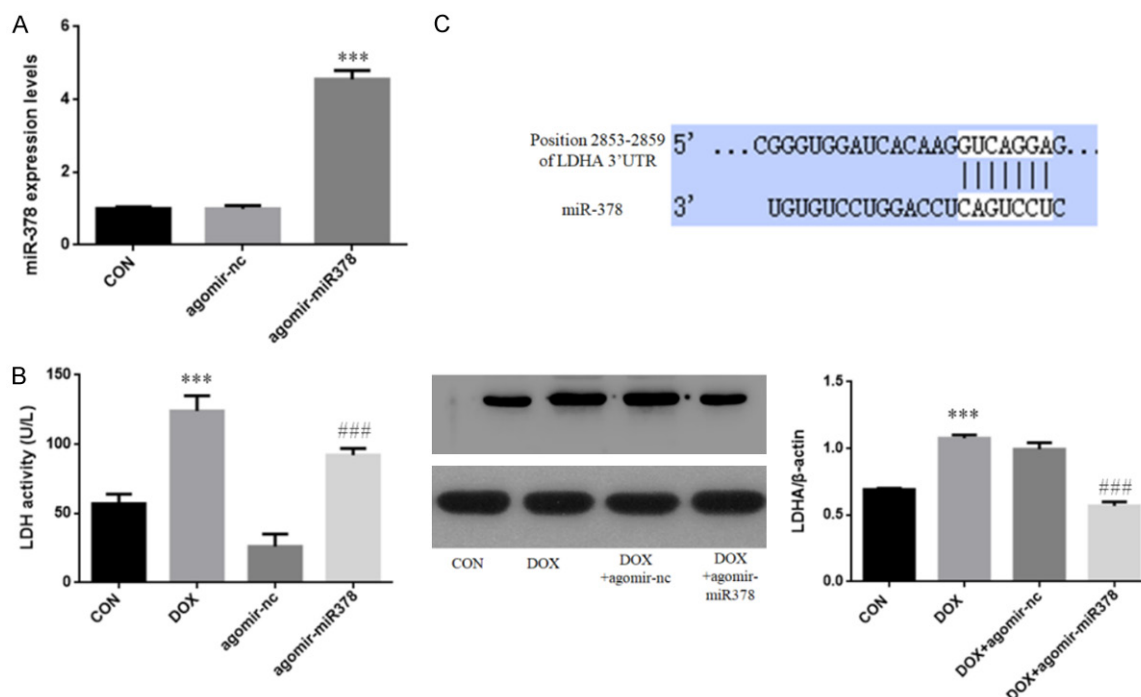 A
miR-378 expression levels
6
4
2
0
***
CON
agomir-nc
agomir-miR378
C
Position 2853-2859
of LDHA 3'UTR
5' ...CGGGUGGAUCACAAGGUCAGGAG...
miR-378
3' UGUGUCCUGGACCUCAGUCCUC
B
LDH activity (U/L)
150
100
50
0
***
###
CON
DOX
agomir-nc
agomir-miR378
CON
DOX
DOX
+agomir-nc
DOX
+agomir-
miR378
LDHA/β-actin
1.5
1.0
0.5
0.0
***
###
CON
DOX
DOX+agomir-nc
DOX+agomir-miR378